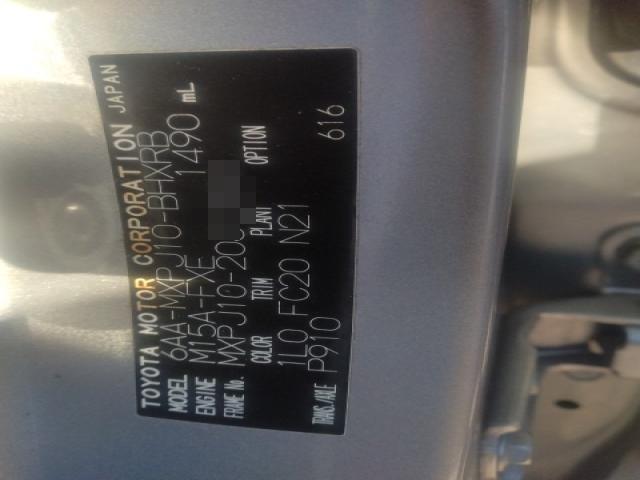 TOYOTA MOTOR CORPORATION JAPAN
MODEL 6AA-MXPJ10-BHXRB
ENGINE M15A-FXE 1490 mL
FRAME No. MXPJ10-20
COLOR TRIM PLANT OPTION
1L0 FC20 N21 616
TRANS./AXLE P910